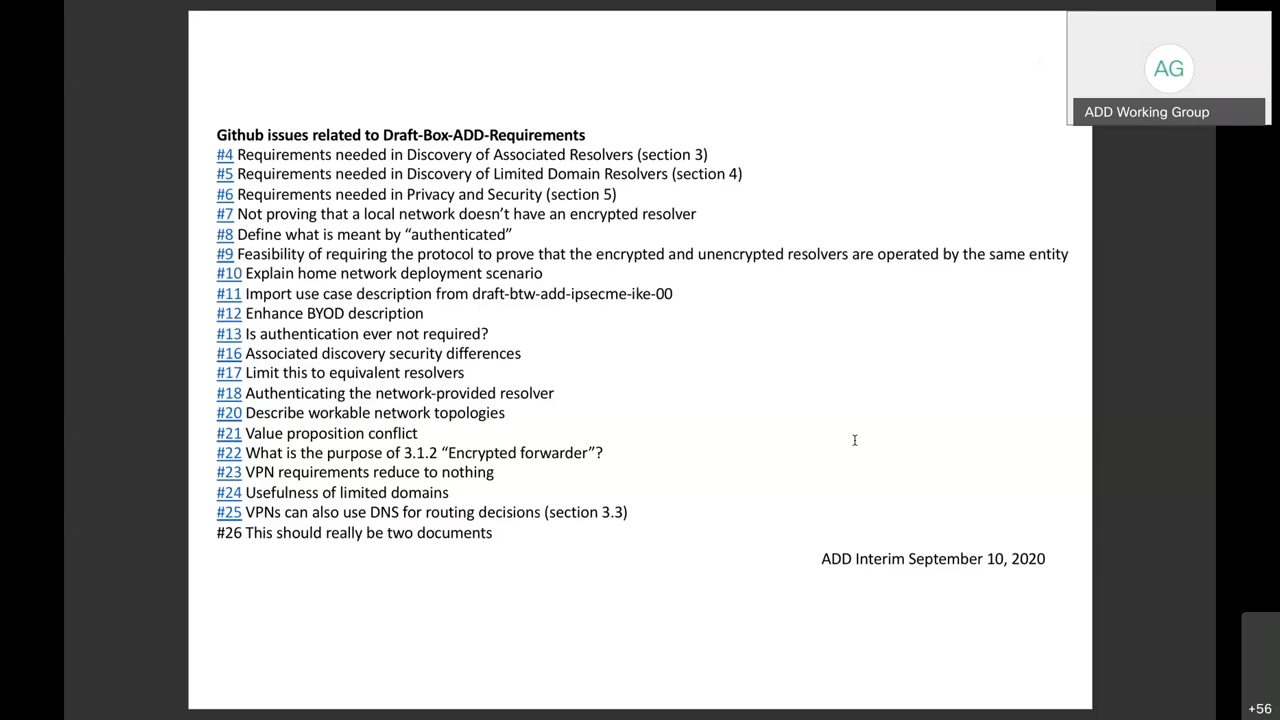 AG
ADD Working Group
Github issues related to Draft-Box-ADD-Requirements
#4 Requirements needed in Discovery of Associated Resolvers (section 3)
#5 Requirements needed in Discovery of Limited Domain Resolvers (section 4)
#6 Requirements needed in Privacy and Security (section 5)
#7 Not proving that a local network doesn't have an encrypted resolver
#8 Define what is meant by “authenticated”
#9 Feasibility of requiring the protocol to prove that the encrypted and unencrypted resolvers are operated by the same entity
#10 Explain home network deployment scenario
#11 Import use case description from draft-btw-add-ipsecme-ike-00
#12 Enhance BYOD description
#13 Is authentication ever not required?
#16 Associated discovery security differences
#17 Limit this to equivalent resolvers
#18 Authenticating the network-provided resolver
#20 Describe workable network topologies
#21 Value proposition conflict
#22 What is the purpose of 3.1.2 “Encrypted forwarder”?
#23 VPN requirements reduce to nothing
#24 Usefulness of limited domains
#25 VPNs can also use DNS for routing decisions (section 3.3)
#26 This should really be two documents
ADD Interim September 10, 2020
+56